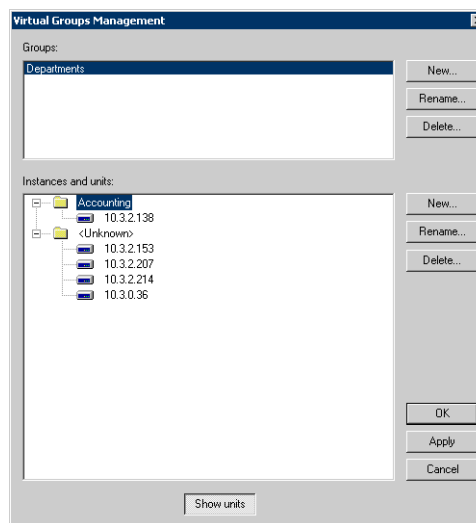 Virtual Groups Management
Groups:
Departments
New...
Rename...
Delete...
Instances and units:
Accounting
10.3.2.138
<Unknown>
10.3.2.153
10.3.2.207
10.3.2.214
10.3.0.36
New...
Rename...
Delete...
OK
Apply
Cancel
Show units